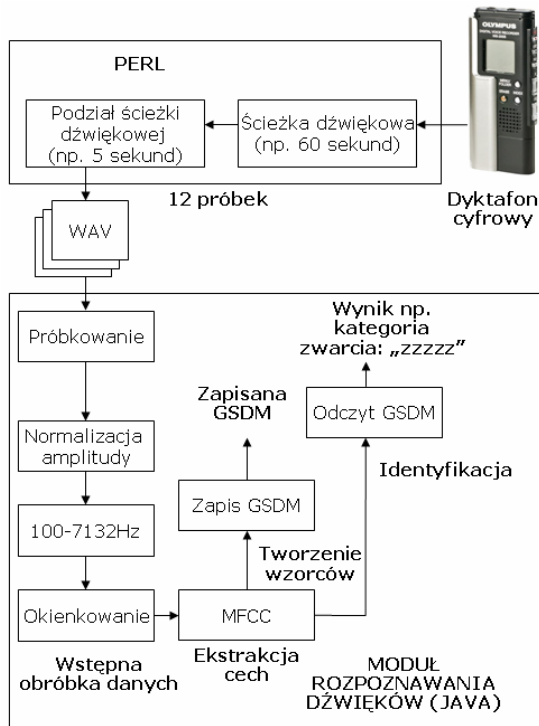 PERL
Podział ścieżki
dźwiękowej
(np. 5 sekund)
Ścieżka dźwiękowa
(np. 60 sekund)
OLYMPUS
Dyktafon
cyfrowy
12 próbek
WAV
Próbkowanie
Normalizacja
amplitudy
100-7132Hz
Okienkowanie
Wstępna
obróbka danych
MFCC
Ekstrakcja
cech
Tworzenie
wzorców
Zapis GSDM
Zapisana
GSDM
Identyfikacja
Odczyt GSDM
Wynik np.
kategoria
zwarcia: „zzzzz”
MODUŁ
ROZPOZNAWANIA
DŹWIĘKÓW (JAVA)